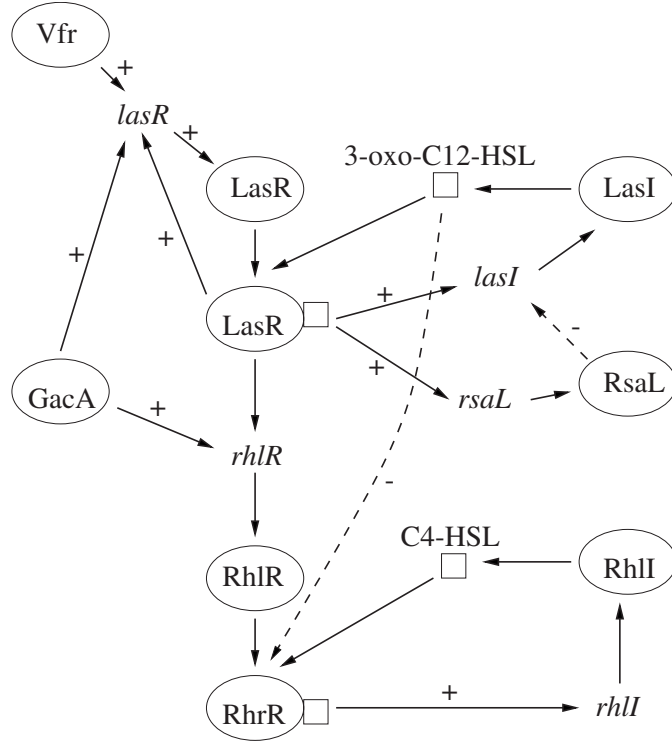 Vfr
+
lasR
+
3-oxo-C12-HSL
LasR
LasI
+
+
lasI
+
LasR
-
+
RsaL
GacA
rsaL
+
rhlR
-
C4-HSL
RhlR
RhlI
+
RhrR
rhlI